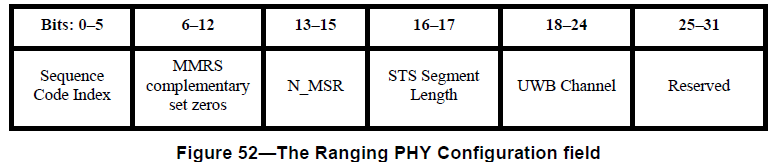 Bits: 0–5 6–12 13–15 16–17 18–24 25–31
Sequence
Code Index
MMRS
complementary
set zeros
N_MSR
STS Segment
Length
UWB Channel
Reserved
Figure 52—The Ranging PHY Configuration field